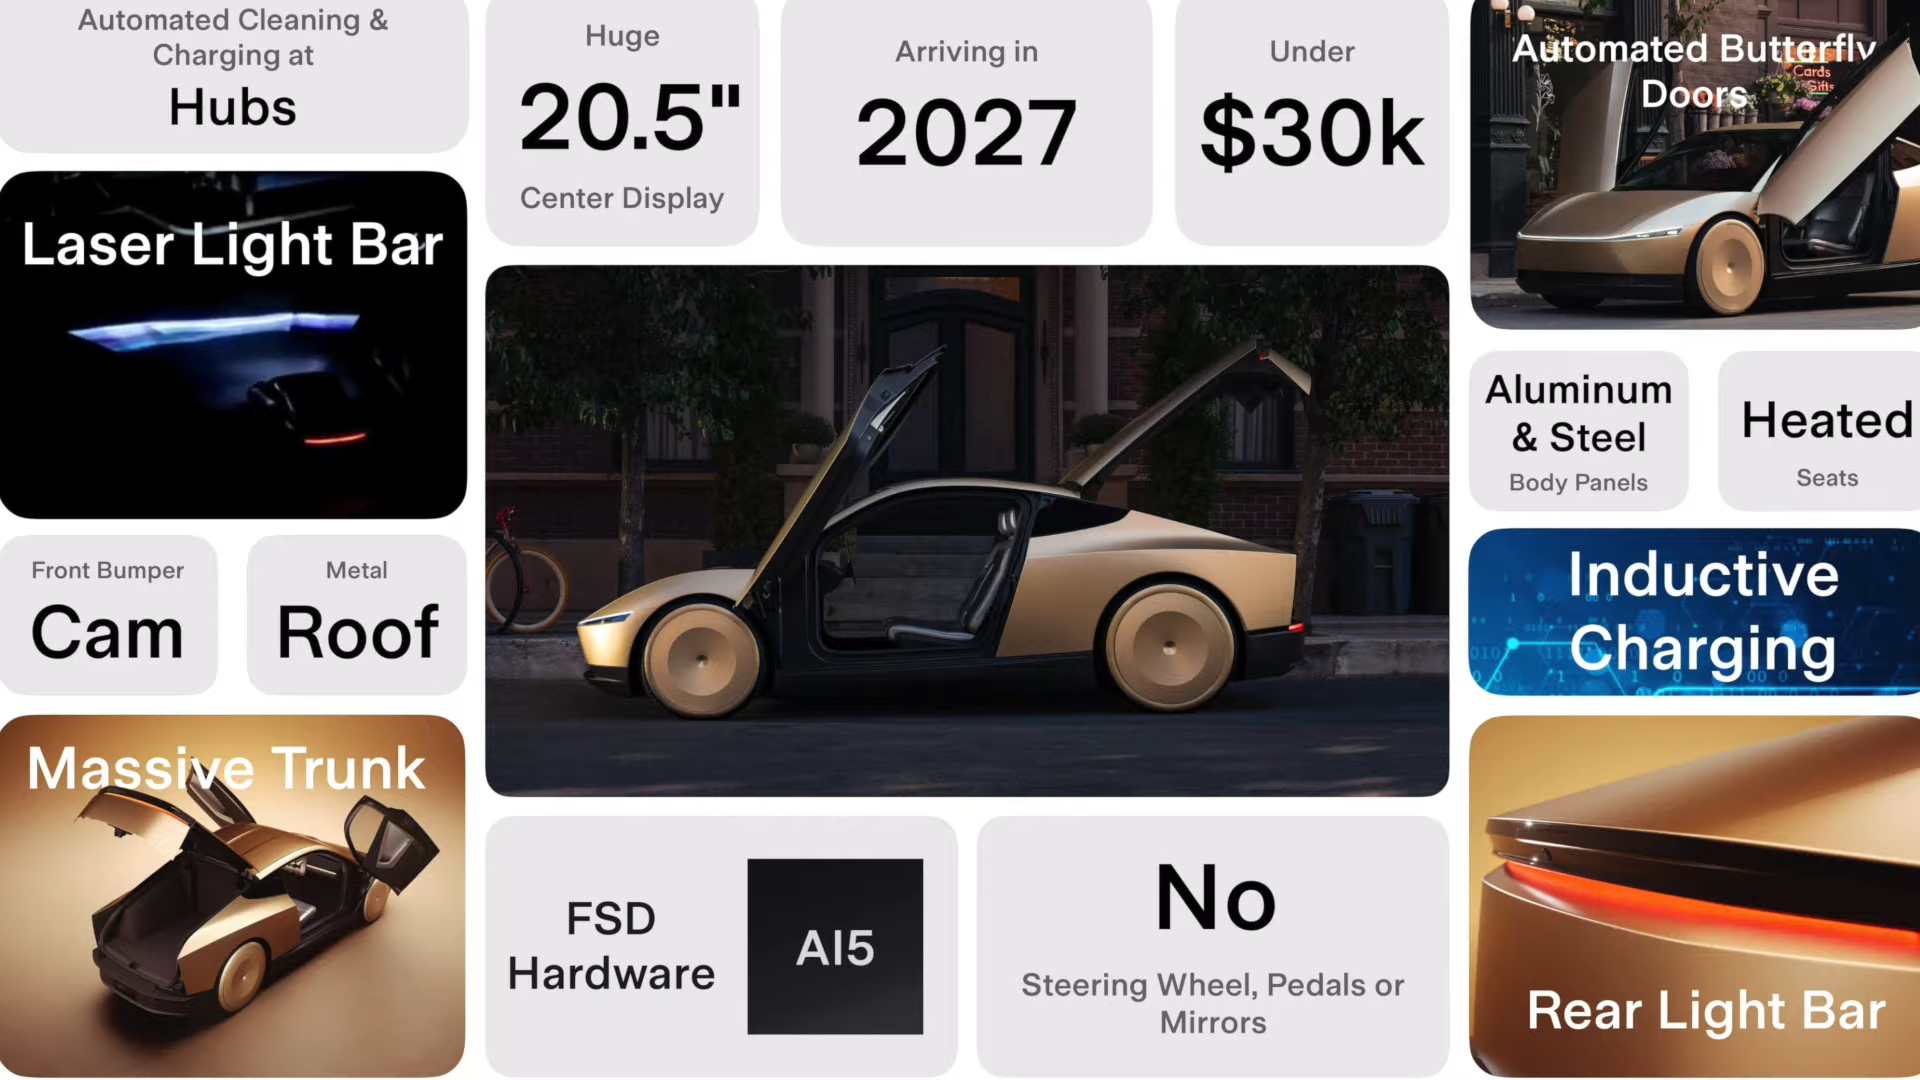 Automated Cleaning &
Charging at
Hubs
Huge
20.5"
Center Display
Arriving in
2027
Under
$30k
Automated Butterfly
Doors
Cards
Gifts
Laser Light Bar
Aluminum
& Steel
Body Panels
Heated
Seats
Front Bumper
Cam
Metal
Roof
Inductive
Charging
Massive Trunk
FSD
Hardware
AI5
No
Steering Wheel, Pedals or
Mirrors
Rear Light Bar